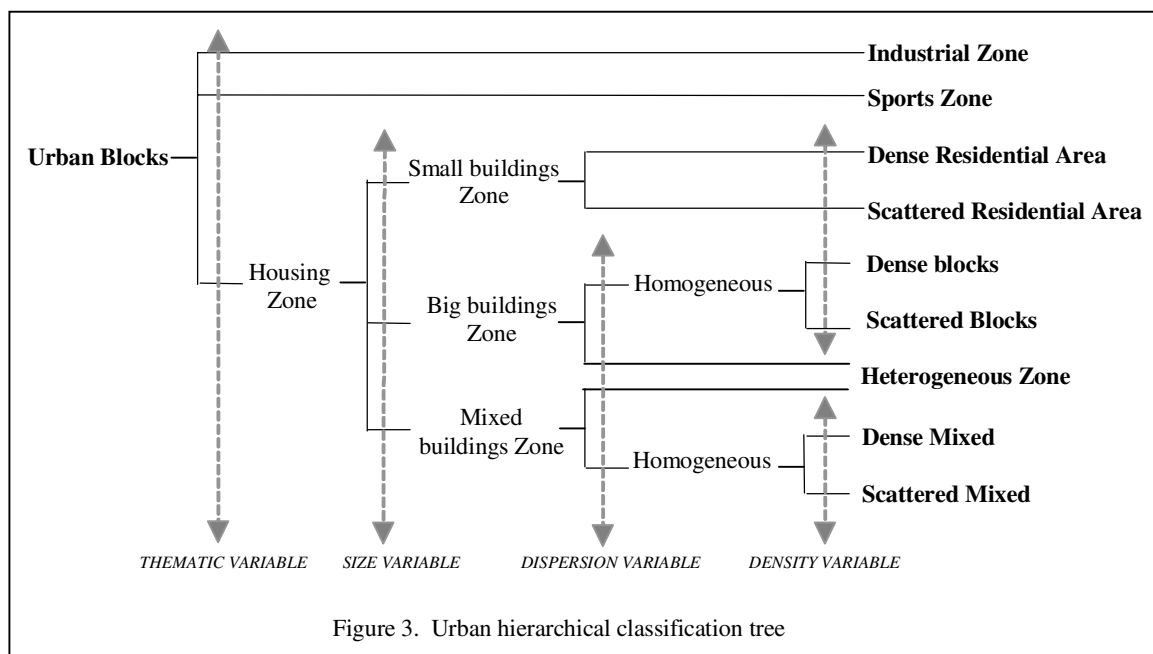 Industrial Zone
Sports Zone
Urban Blocks
Small buildings
Zone
Dense Residential Area
Scattered Residential Area
Housing
Zone
Big buildings
Zone
Homogeneous
Dense blocks
Scattered Blocks
Heterogeneous Zone
Mixed
buildings Zone
Homogeneous
Dense Mixed
Scattered Mixed
THEMATIC VARIABLE
SIZE VARIABLE
DISPERSION VARIABLE
DENSITY VARIABLE
Figure 3. Urban hierarchical classification tree